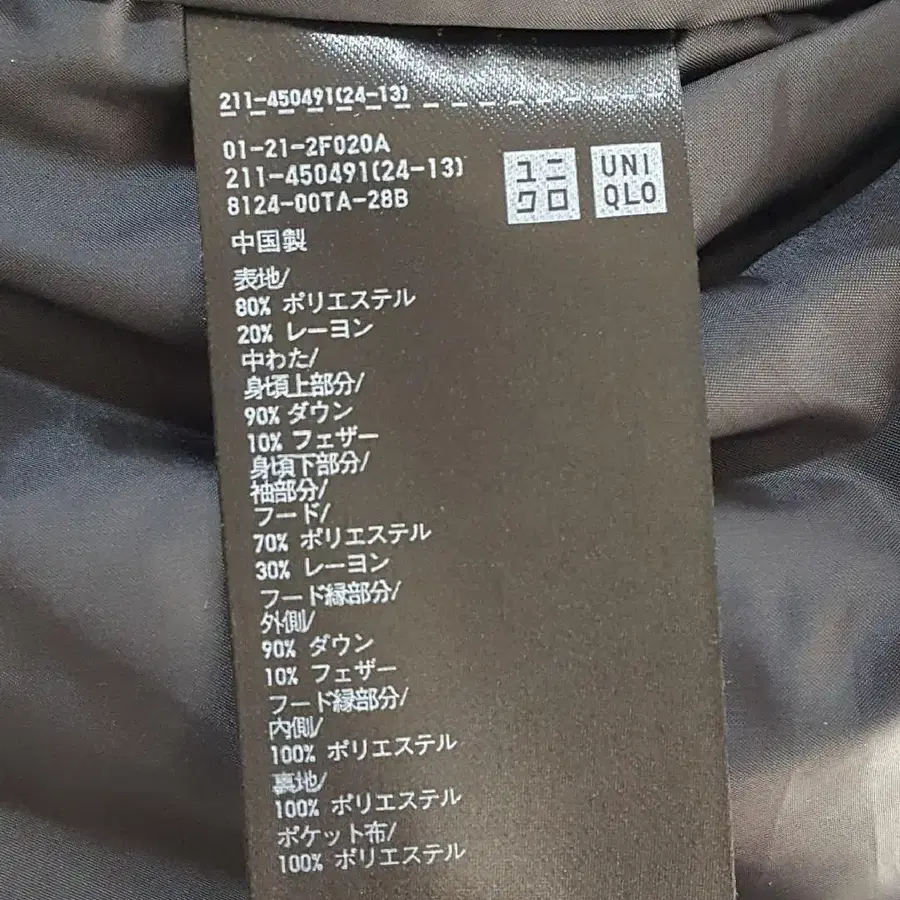 211-450491(24-13)
01-21-2F020A
211-450491(24-13)
8124-00TA-28B
ユニ
クロ
UNI
QLO
中国製
表地/
80% ポリエステル
20% レーヨン
中わた/
身頃上部分/
90% ダウン
10% フェザー
身頃下部分/
袖部分/
フード/
70% ポリエステル
30% レーヨン
フード縁部分/
外側/
90% ダウン
10% フェザー
フード縁部分/
内側/
100% ポリエステル
裏地/
100% ポリエステル
ポケット布/
100% ポリエステル